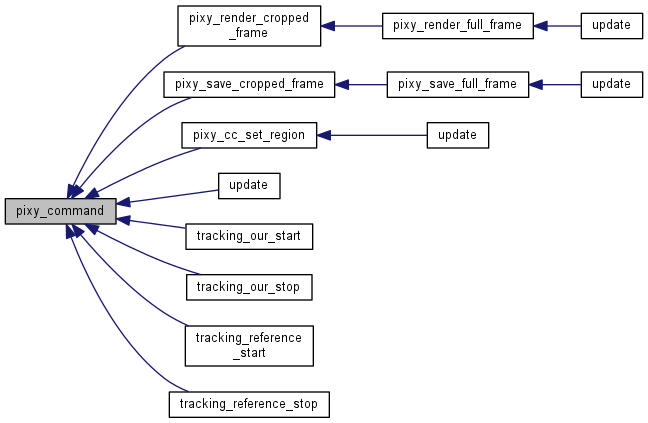 pixy_render_cropped
_frame
pixy_render_full_frame
update
pixy_save_cropped_frame
pixy_save_full_frame
update
pixy_cc_set_region
update
update
pixy_command
tracking_our_start
tracking_our_stop
tracking_reference
_start
tracking_reference_stop